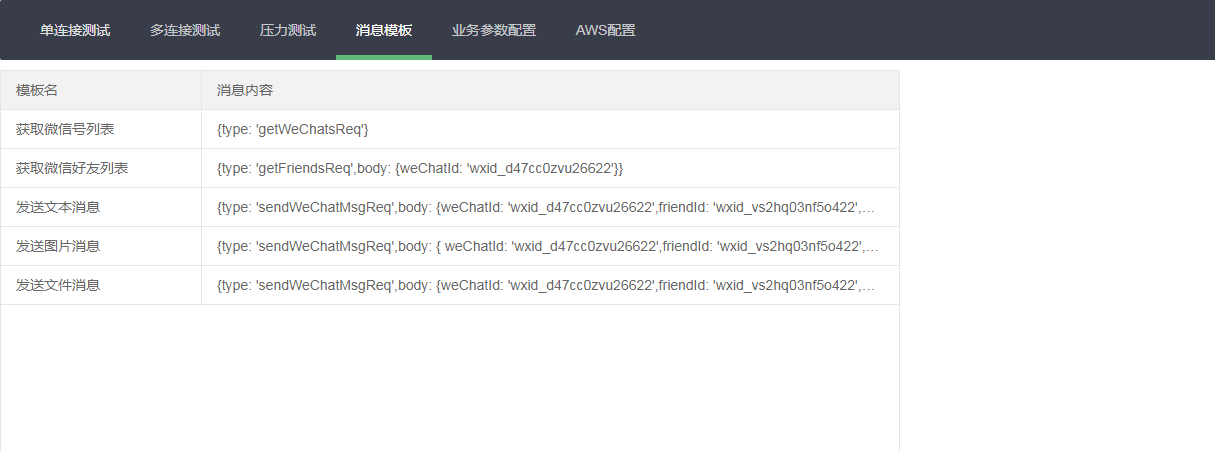 单连接测试 多连接测试 压力测试 消息模板 业务参数配置 AWS配置
模板名 消息内容
获取微信号列表 {type: 'getWeChatsReq'}
获取微信好友列表 {type: 'getFriendsReq',body: {weChatId: 'wxid_d47cc0zvu26622'}}
发送文本消息 {type: 'sendWeChatMsgReq',body: {weChatId: 'wxid_d47cc0zvu26622',friendId: 'wxid_vs2hq03nf5o422',…
发送图片消息 {type: 'sendWeChatMsgReq',body: { weChatId: 'wxid_d47cc0zvu26622',friendId: 'wxid_vs2hq03nf5o422',…
发送文件消息 {type: 'sendWeChatMsgReq',body: {weChatId: 'wxid_d47cc0zvu26622',friendId: 'wxid_vs2hq03nf5o422',…